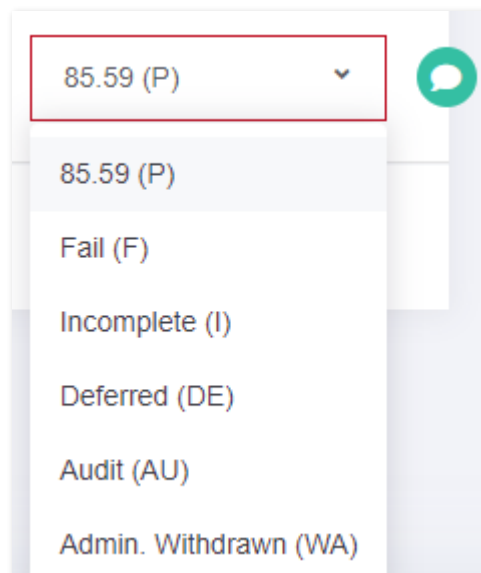 85.59 (P)
85.59 (P)
Fail (F)
Incomplete (I)
Deferred (DE)
Audit (AU)
Admin. Withdrawn (WA)